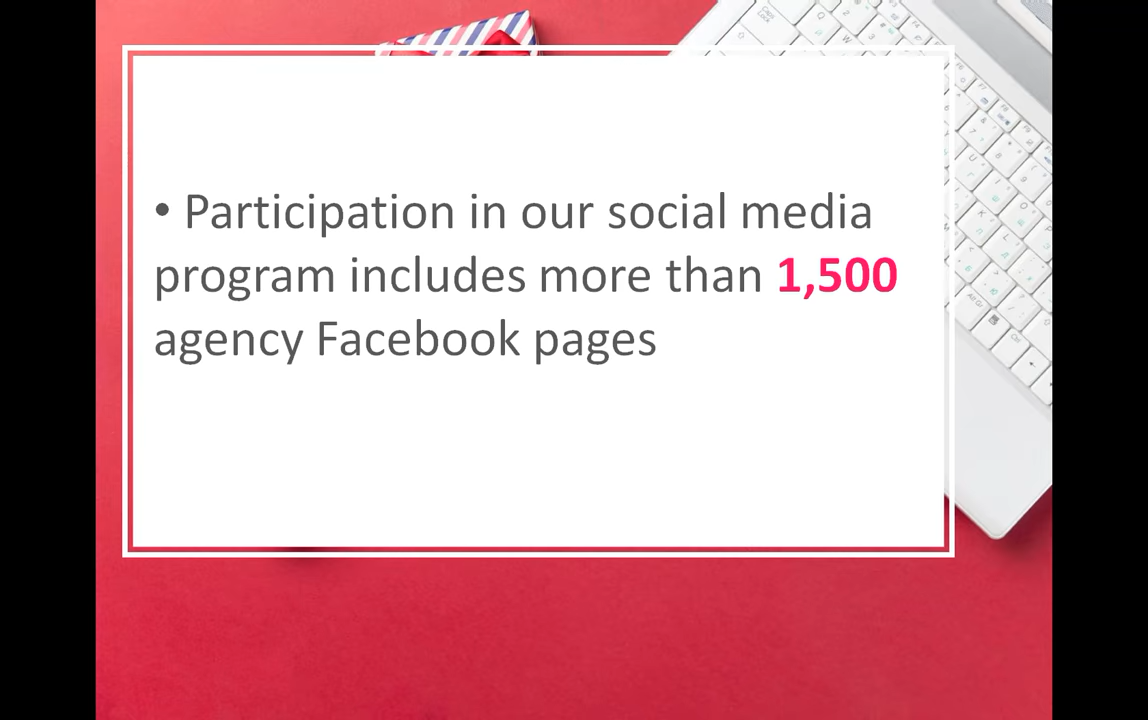 • Participation in our social media
program includes more than 1,500
agency Facebook pages